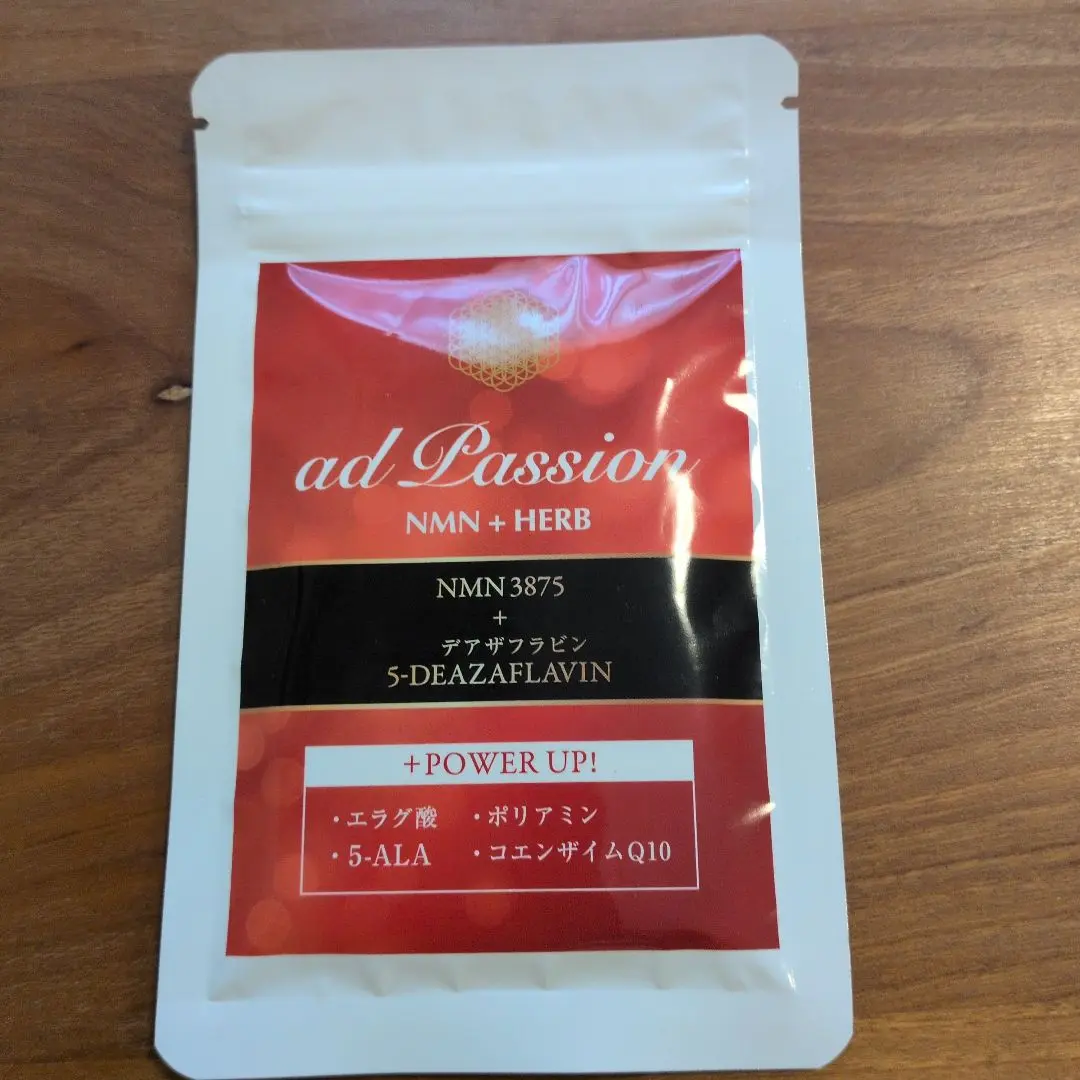 ad Passion
NMN + HERB
NMN 3875
+
デアザフラビン
5-DEAZAFLAVIN
+POWER UP!
・エラグ酸 ・ポリアミン
・5-ALA ・コエンザイムQ10